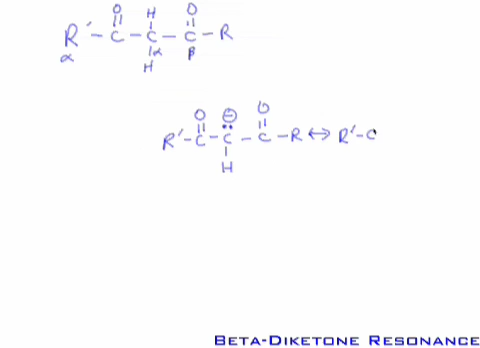 O H O
R′ – C – C – C – R
α α β
H
O ⊖ O
R′ – C – C – C – R ↔ R′ – C
H
BETA-DIKETONE RESONANCE